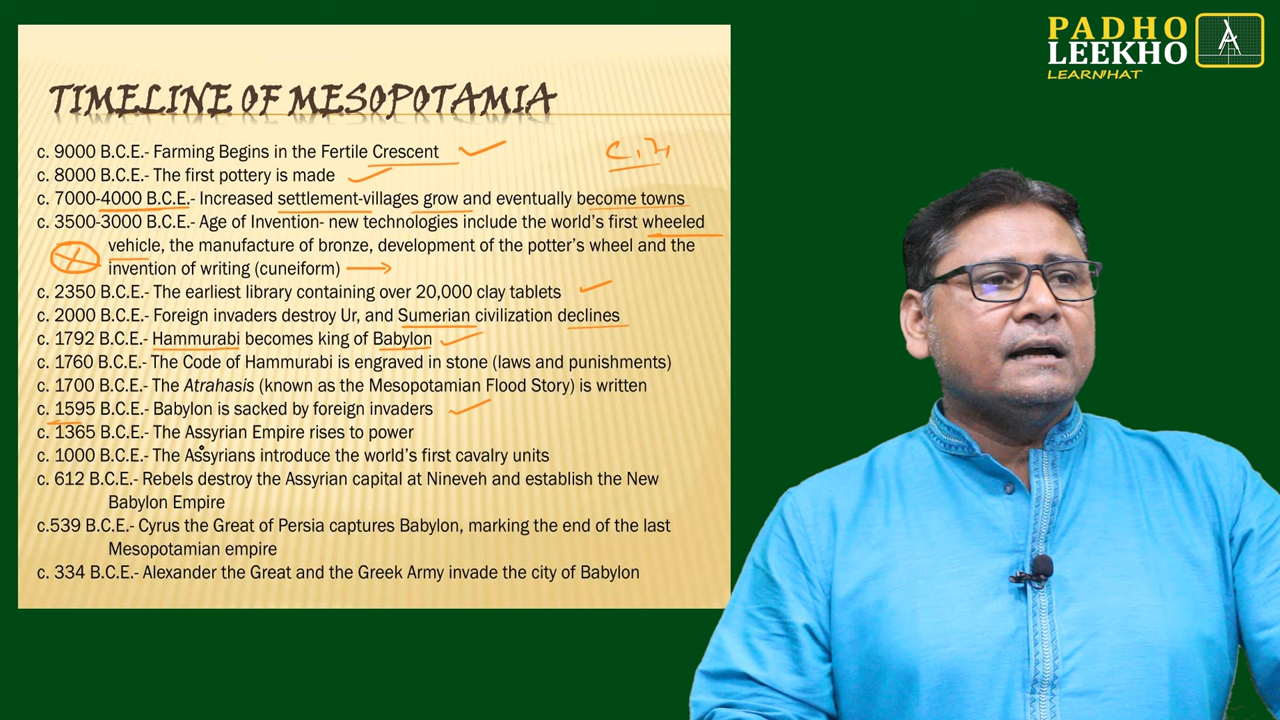 PADHO
LEEKHO
LEARNIHAT
TIMELINE OF MESOPOTAMIA
c. 9000 B.C.E.- Farming Begins in the Fertile Crescent
c. 8000 B.C.E.- The first pottery is made
c. 7000-4000 B.C.E.- Increased settlement-villages grow and eventually become towns
c. 3500-3000 B.C.E.- Age of Invention- new technologies include the world's first wheeled
vehicle, the manufacture of bronze, development of the potter's wheel and the
invention of writing (cuneiform)
c. 2350 B.C.E.- The earliest library containing over 20,000 clay tablets
c. 2000 B.C.E.- Foreign invaders destroy Ur, and Sumerian civilization declines
c. 1792 B.C.E.- Hammurabi becomes king of Babylon
c. 1760 B.C.E.- The Code of Hammurabi is engraved in stone (laws and punishments)
c. 1700 B.C.E.- The Atrahasis (known as the Mesopotamian Flood Story) is written
c. 1595 B.C.E.- Babylon is sacked by foreign invaders
c. 1365 B.C.E.- The Assyrian Empire rises to power
c. 1000 B.C.E.- The Assyrians introduce the world's first cavalry units
c. 612 B.C.E.- Rebels destroy the Assyrian capital at Nineveh and establish the New
Babylon Empire
c.539 B.C.E.- Cyrus the Great of Persia captures Babylon, marking the end of the last
Mesopotamian empire
c. 334 B.C.E.- Alexander the Great and the Greek Army invade the city of Babylon